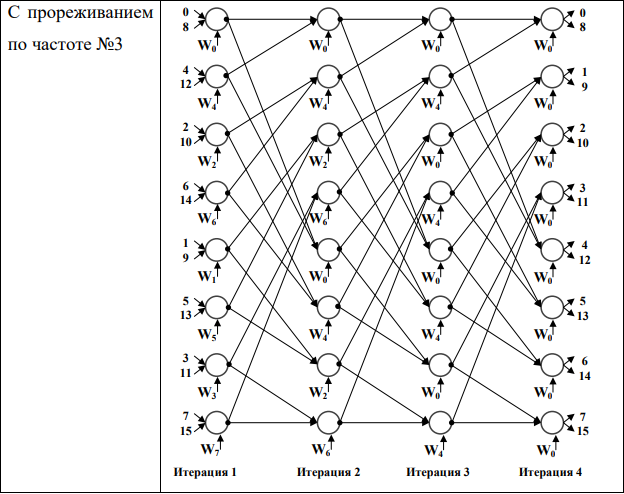 С прореживанием
по частоте №3
0 0
8 W0 W0 W0 W0 8
4 1
12 W4 W4 W4 W0 9
2 2
10 W2 W2 W0 W0 10
6 3
14 W6 W6 W4 W0 11
1 4
9 W1 W0 W0 W0 12
5 5
13 W5 W4 W4 W0 13
3 6
11 W3 W2 W0 W0 14
7 7
15 W7 W6 W4 W0 15
Итерация 1 Итерация 2 Итерация 3 Итерация 4